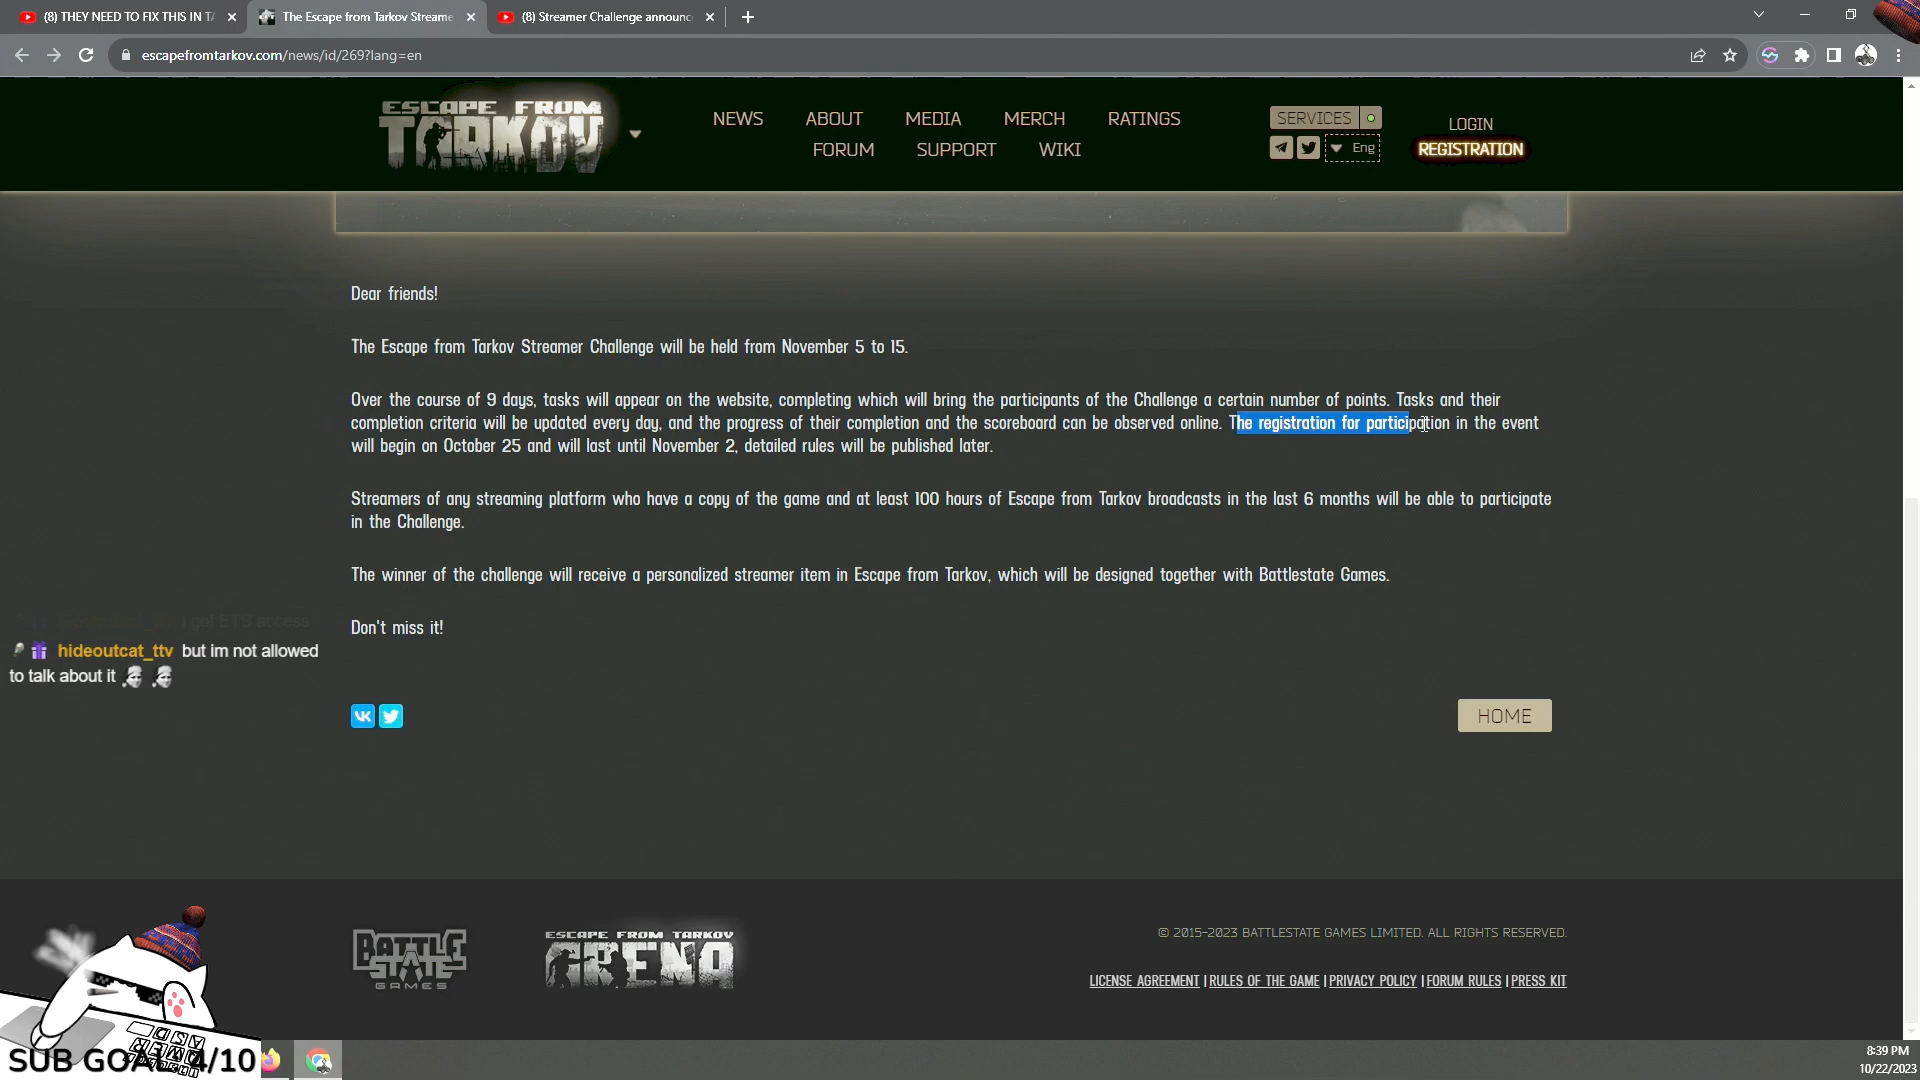 (8) THEY NEED TO FIX THIS IN TA
The Escape from Tarkov Streame
(8) Streamer Challenge announc
escapefromtarkov.com/news/id/269?lang=en
ESCAPE FROM
TARKOV
NEWS ABOUT MEDIA MERCH RATINGS
FORUM SUPPORT WIKI
SERVICES
Eng
LOGIN
REGISTRATION
Dear friends!
The Escape from Tarkov Streamer Challenge will be held from November 5 to 15.
Over the course of 9 days, tasks will appear on the website, completing which will bring the participants of the Challenge a certain number of points. Tasks and their
completion criteria will be updated every day, and the progress of their completion and the scoreboard can be observed online. The registration for participation in the event
will begin on October 25 and will last until November 2, detailed rules will be published later.
Streamers of any streaming platform who have a copy of the game and at least 100 hours of Escape from Tarkov broadcasts in the last 6 months will be able to participate
in the Challenge.
The winner of the challenge will receive a personalized streamer item in Escape from Tarkov, which will be designed together with Battlestate Games.
Don't miss it!
i got ETS access
hideoutcat_ttv but im not allowed
to talk about it
HOME
BATTLE
STATE
GAMES
ESCAPE FROM TARKOV
ARENA
© 2015-2023 BATTLESTATE GAMES LIMITED. ALL RIGHTS RESERVED.
LICENSE AGREEMENT | RULES OF THE GAME | PRIVACY POLICY | FORUM RULES | PRESS KIT
SUB GOAL 4/10
8:39 PM
10/22/2023